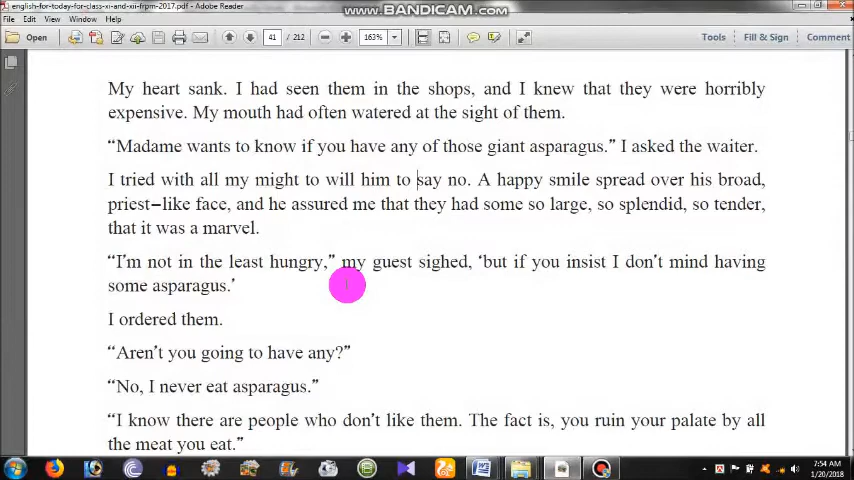 english-for-today-for-class-xi-and-xii-frpm-2017.pdf - Adobe Reader
WWW.BANDICAM.COM
File Edit View Window Help
Open 41 / 212 163% Tools Fill & Sign Comment
My heart sank. I had seen them in the shops, and I knew that they were horribly
expensive. My mouth had often watered at the sight of them.
“Madame wants to know if you have any of those giant asparagus.” I asked the waiter.
I tried with all my might to will him to say no. A happy smile spread over his broad,
priest–like face, and he assured me that they had some so large, so splendid, so tender,
that it was a marvel.
“I’m not in the least hungry,” my guest sighed, ‘but if you insist I don’t mind having
some asparagus.’
I ordered them.
“Aren’t you going to have any?”
“No, I never eat asparagus.”
“I know there are people who don’t like them. The fact is, you ruin your palate by all
the meat you eat.”
7:54 AM
1/20/2018